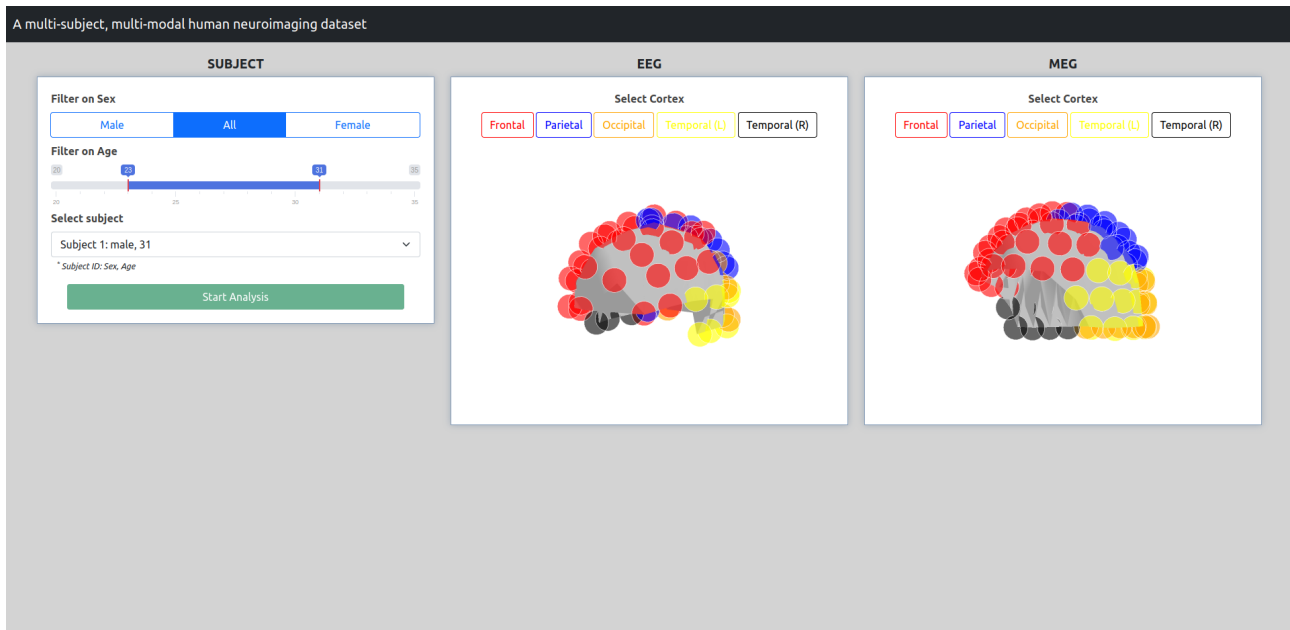 A multi-subject, multi-modal human neuroimaging dataset
SUBJECT
Filter on Sex
Male All Female
Filter on Age
20 23 31 35
20 25 30 35
Select subject
Subject 1: male, 31
* Subject ID: Sex, Age
Start Analysis
EEG
Select Cortex
Frontal Parietal Occipital Temporal (L) Temporal (R)
MEG
Select Cortex
Frontal Parietal Occipital Temporal (L) Temporal (R)